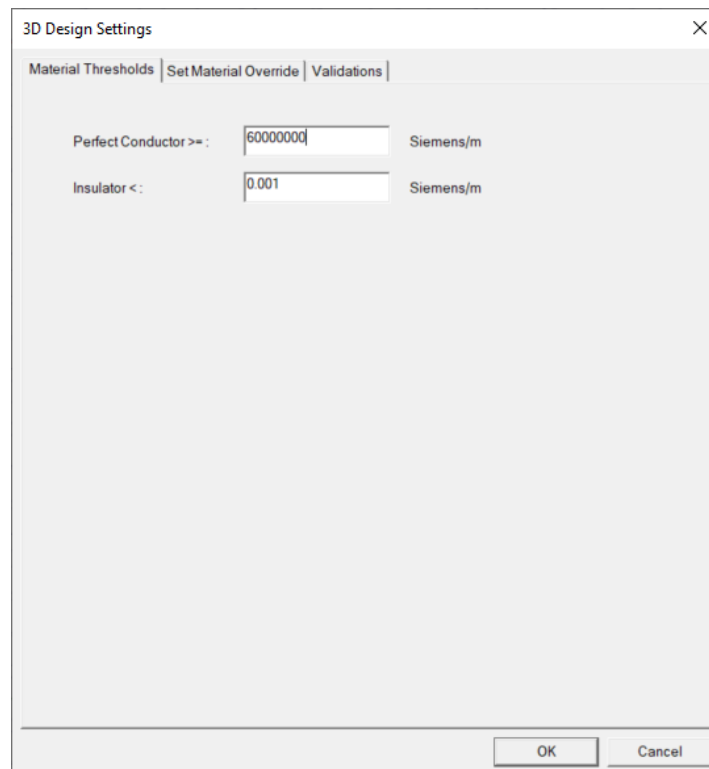 3D Design Settings
Material Thresholds Set Material Override Validations
Perfect Conductor >= : 60000000 Siemens/m
Insulator < : 0.001 Siemens/m
OK Cancel